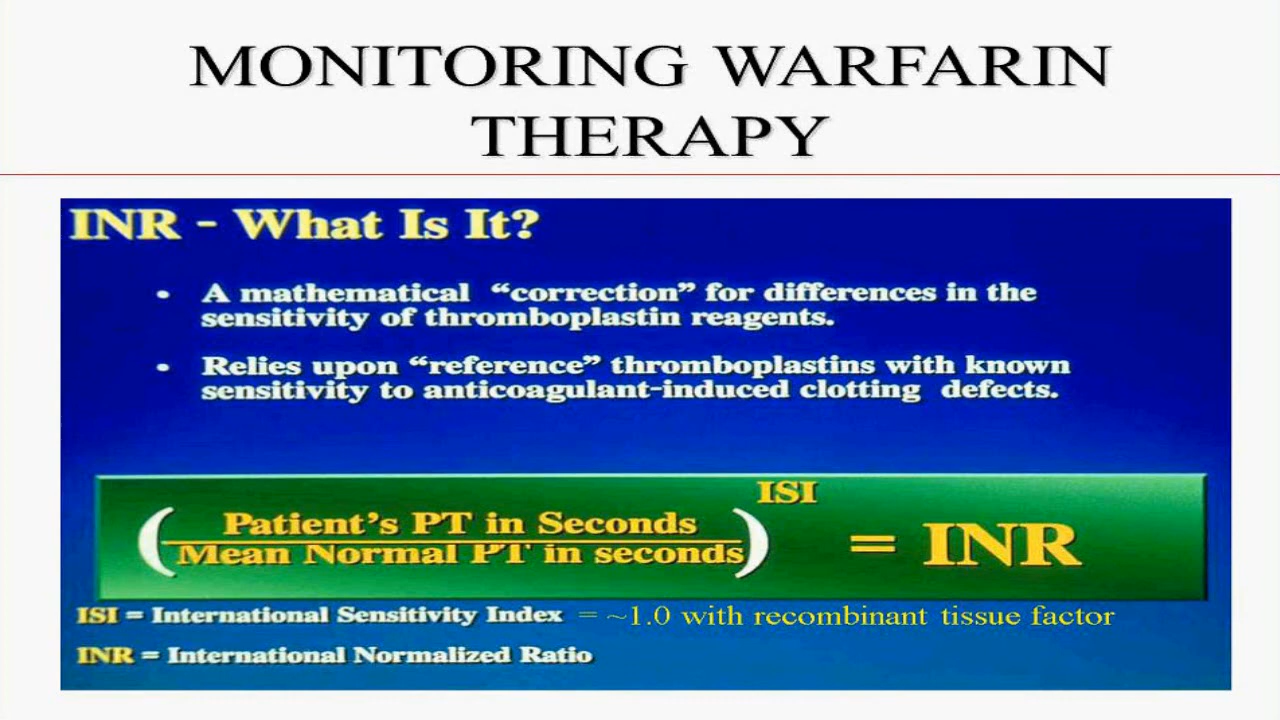 MONITORING WARFARIN
THERAPY
INR - What Is It?
• A mathematical “correction” for differences in the
sensitivity of thromboplastin reagents.
• Relies upon “reference” thromboplastins with known
sensitivity to anticoagulant-induced clotting defects.
ISI
( Patient’s PT in Seconds
Mean Normal PT in seconds ) = INR
ISI = International Sensitivity Index = ~1.0 with recombinant tissue factor
INR = International Normalized Ratio